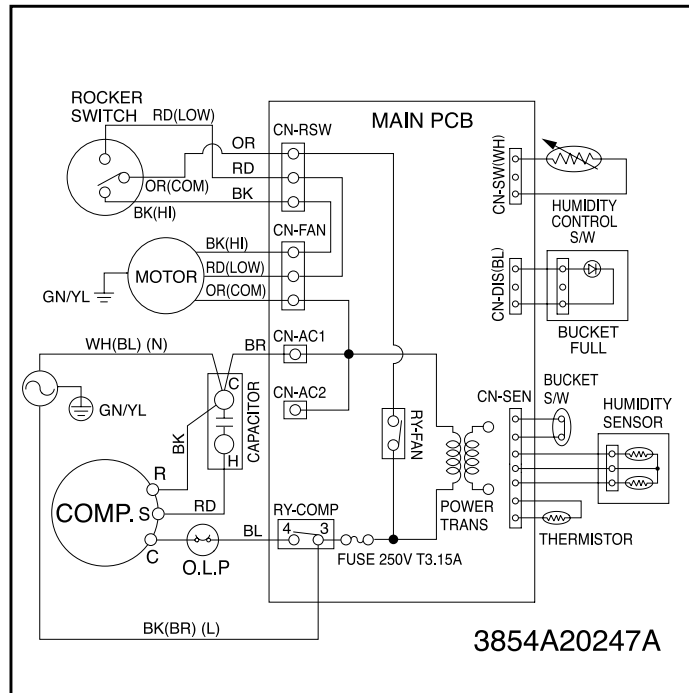 ROCKER
SWITCH
RD(LOW)
OR
RD
OR(COM)
BK
BK(HI)
CN-RSW
MAIN PCB
CN-SW(WH)
HUMIDITY
CONTROL
S/W
CN-FAN
BK(HI)
RD(LOW)
OR(COM)
MOTOR
GN/YL
CN-DIS(BL)
BUCKET
FULL
WH(BL) (N)
BR
CN-AC1
CN-AC2
GN/YL
C
H
CAPACITOR
BK
RD
RY-FAN
CN-SEN
BUCKET
S/W
HUMIDITY
SENSOR
POWER
TRANS
THERMISTOR
COMP.
R
S
C
O.L.P
BL
RY-COMP
4 3
FUSE 250V T3.15A
BK(BR) (L)
3854A20247A